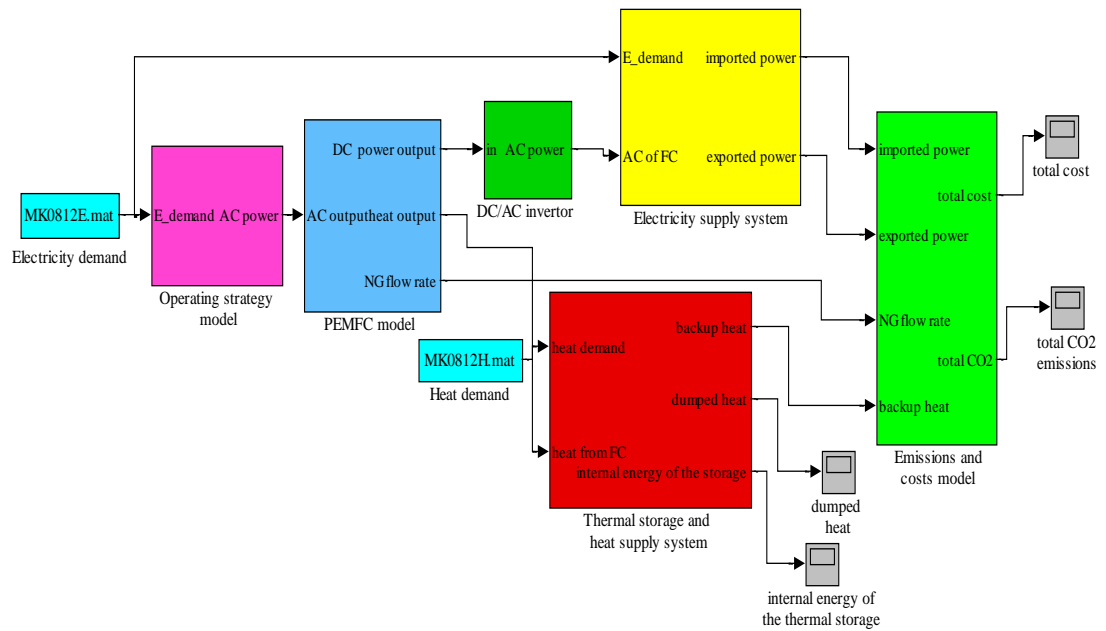 E_demand
imported power
AC of FC
exported power
Electricity supply system
in AC power
DC/AC invertor
DC power output
AC output
heat output
NG flow rate
PEMFC model
MK0812E.mat
Electricity demand
E_demand
AC power
Operating strategy
model
imported power
total cost
exported power
NG flow rate
total CO2
backup heat
Emissions and
costs model
total cost
total CO2
emissions
MK0812H.mat
Heat demand
heat demand
backup heat
dumped heat
heat from FC
internal energy of the storage
Thermal storage and
heat supply system
dumped
heat
internal energy of
the thermal storage